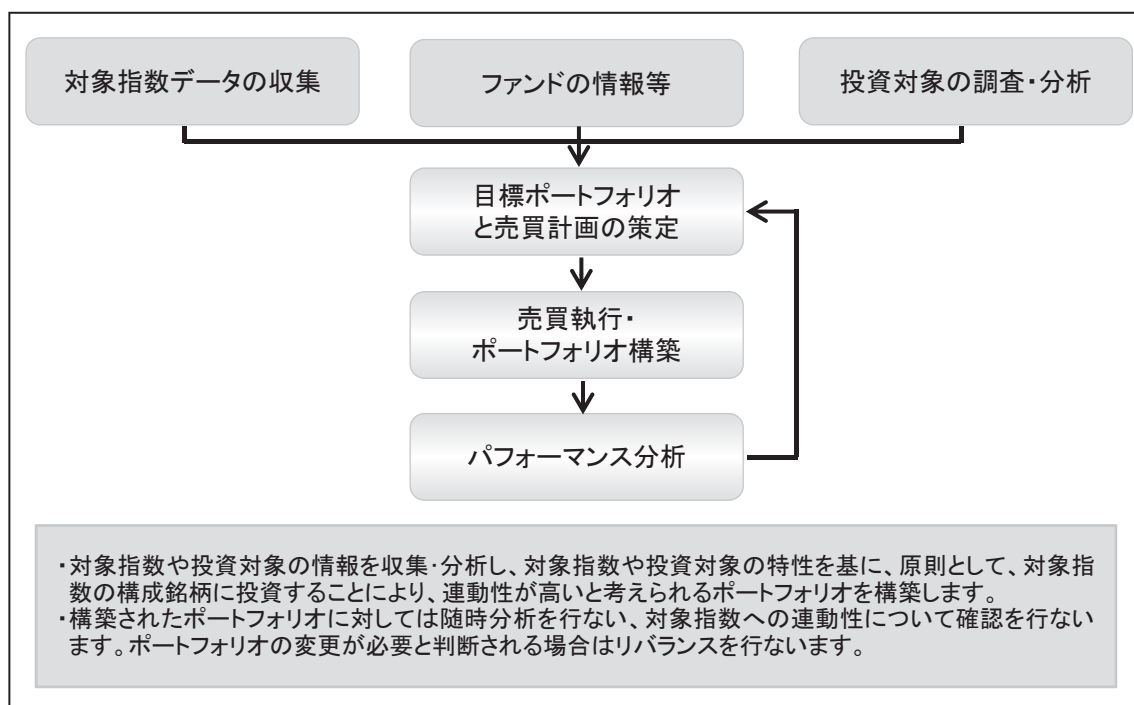 対象指数データの収集
ファンドの情報等
投資対象の調査・分析
目標ポートフォリオ
と売買計画の策定
売買執行・
ポートフォリオ構築
パフォーマンス分析
・対象指数や投資対象の情報を収集・分析し、対象指数や投資対象の特性を基に、原則として、対象指
数の構成銘柄に投資することにより、連動性が高いと考えられるポートフォリオを構築します。
・構築されたポートフォリオに対しては随時分析を行ない、対象指数への連動性について確認を行ない
ます。ポートフォリオの変更が必要と判断される場合はリバランスを行ないます。